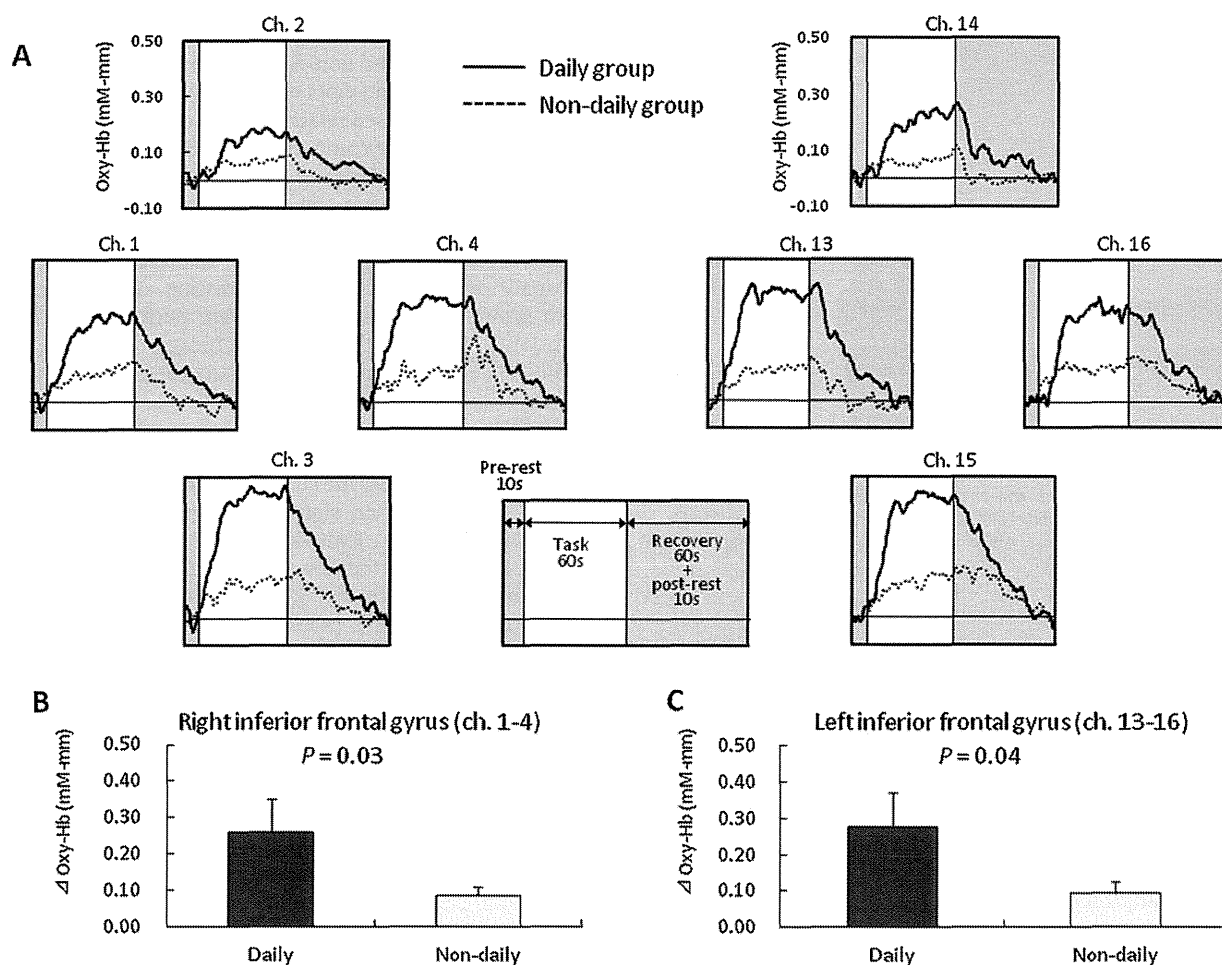 A
Ch. 2
Oxy-Hb (mM-mm)
0.50
0.30
0.10
-0.10
Daily group
Non-daily group
Ch. 14
Oxy-Hb (mM-mm)
0.50
0.30
0.10
-0.10
Ch. 1
Ch. 4
Ch. 13
Ch. 16
Ch. 3
Pre-rest
10s
Task
60s
Recovery
60s
+
post-rest
10s
Ch. 15
B
Right inferior frontal gyrus (ch. 1-4)
P = 0.03
⊿ Oxy-Hb (mM-mm)
0.50
0.40
0.30
0.20
0.10
0.00
Daily
Non-daily
C
Left inferior frontal gyrus (ch. 13-16)
P = 0.04
⊿ Oxy-Hb (mM-mm)
0.50
0.40
0.30
0.20
0.10
0.00
Daily
Non-daily